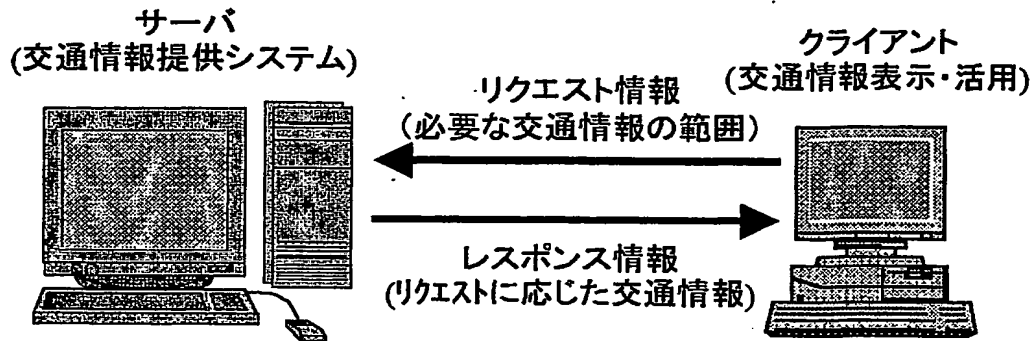 サーバ
(交通情報提供システム)
クライアント
(交通情報表示・活用)
リクエスト情報
(必要な交通情報の範囲)
レスポンス情報
(リクエストに応じた交通情報)